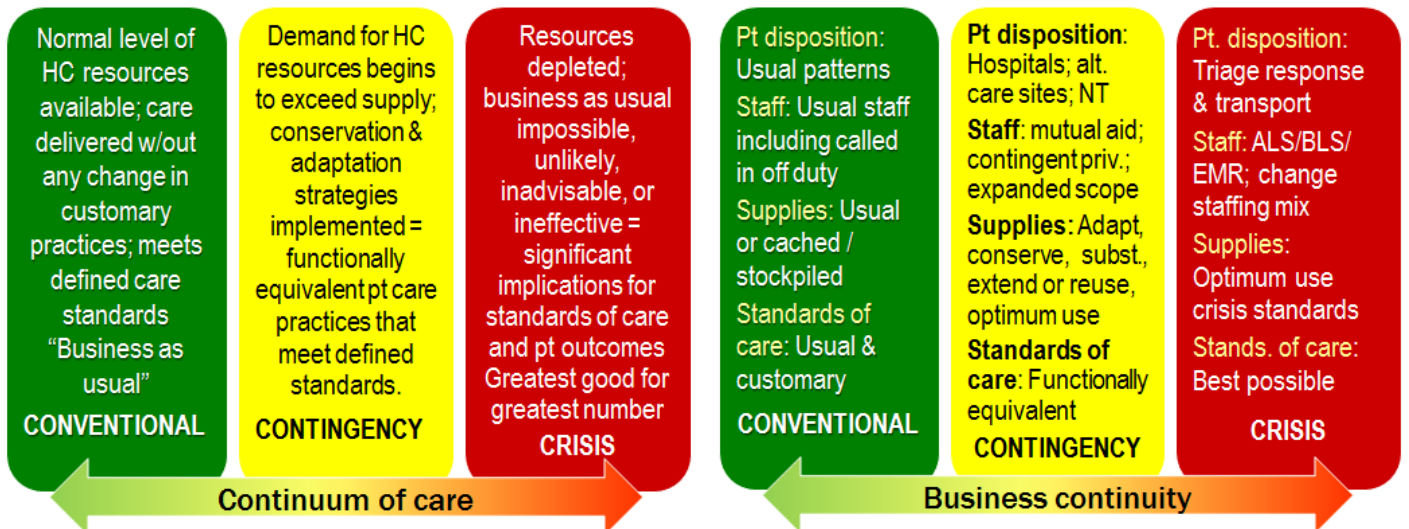 Normal level of
HC resources
available; care
delivered w/out
any change in
customary
practices; meets
defined care
standards
“Business as
usual”
CONVENTIONAL
Demand for HC
resources begins
to exceed supply;
conservation &
adaptation
strategies
implemented =
functionally
equivalent pt care
practices that
meet defined
standards.
CONTINGENCY
Resources
depleted;
business as usual
impossible,
unlikely,
inadvisable, or
ineffective =
significant
implications for
standards of care
and pt outcomes
Greatest good for
greatest number
CRISIS
Continuum of care
Pt disposition:
Usual patterns
Staff: Usual staff
including called
in off duty
Supplies: Usual
or cached /
stockpiled
Standards of
care: Usual &
customary
CONVENTIONAL
Pt disposition:
Hospitals; alt.
care sites; NT
Staff: mutual aid;
contingent priv.;
expanded scope
Supplies: Adapt,
conserve, subst.,
extend or reuse,
optimum use
Standards of
care: Functionally
equivalent
CONTINGENCY
Pt. disposition:
Triage response
& transport
Staff: ALS/BLS/
EMR; change
staffing mix
Supplies:
Optimum use
crisis standards
Stands. of care:
Best possible
CRISIS
Business continuity